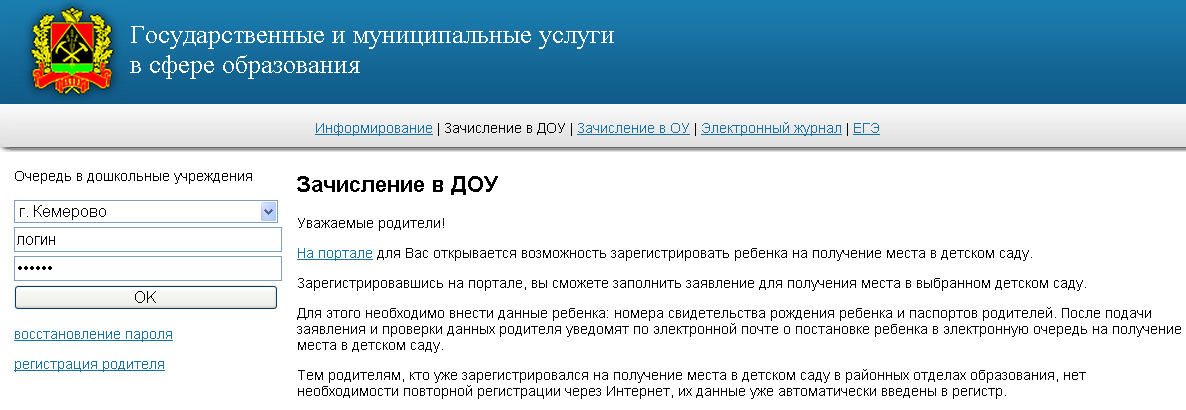 Государственные и муниципальные услуги
в сфере образования
Информирование | Зачисление в ДОУ | Зачисление в ОУ | Электронный журнал | ЕГЭ
Очередь в дошкольные учреждения
г. Кемерово
логин
••••••
OK
восстановление пароля
регистрация родителя
Зачисление в ДОУ
Уважаемые родители!
На портале для Вас открывается возможность зарегистрировать ребенка на получение места в детском саду.
Зарегистрировавшись на портале, вы сможете заполнить заявление для получения места в выбранном детском саду.
Для этого необходимо внести данные ребенка: номера свидетельства рождения ребенка и паспортов родителей. После подачи
заявления и проверки данных родителя уведомят по электронной почте о постановке ребенка в электронную очередь на получение
места в детском саду.
Тем родителям, кто уже зарегистрировался на получение места в детском саду в районных отделах образования, нет
необходимости повторной регистрации через Интернет, их данные уже автоматически введены в регистр.